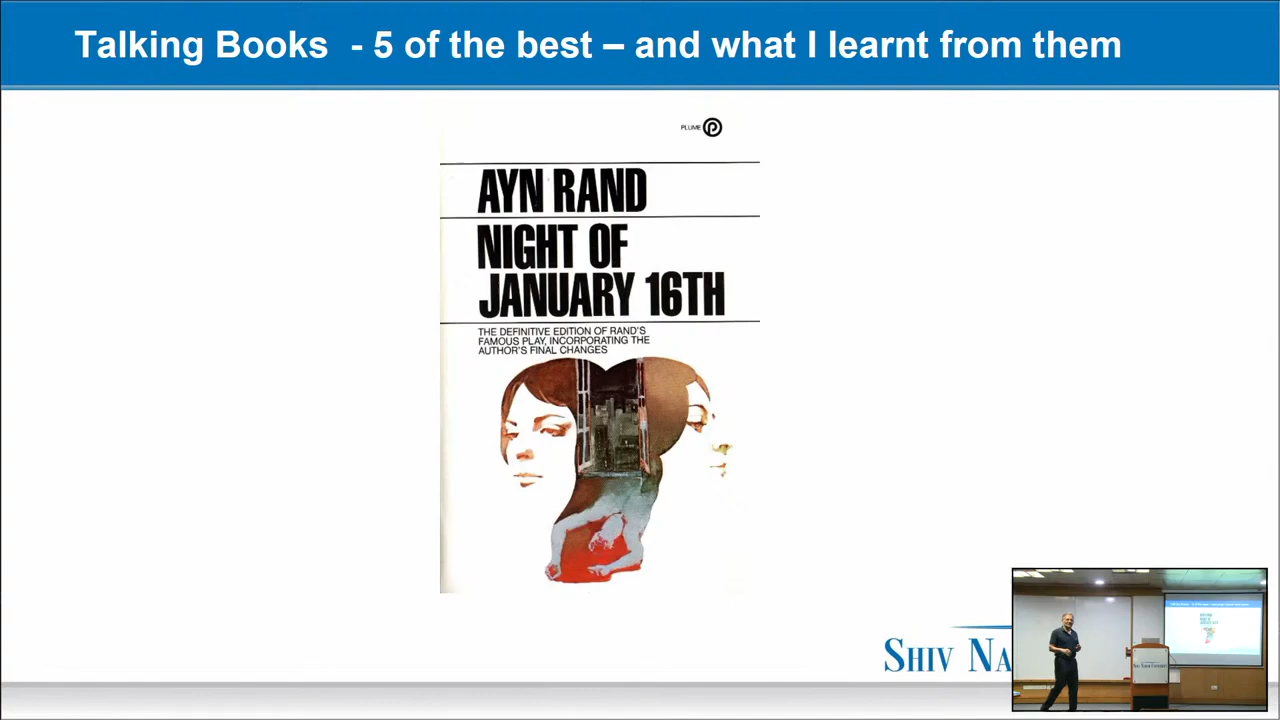 Talking Books - 5 of the best – and what I learnt from them
PLUME
AYN RAND
NIGHT OF
JANUARY 16TH
THE DEFINITIVE EDITION OF RAND'S
FAMOUS PLAY, INCORPORATING THE
AUTHOR'S FINAL CHANGES
SHIV NA